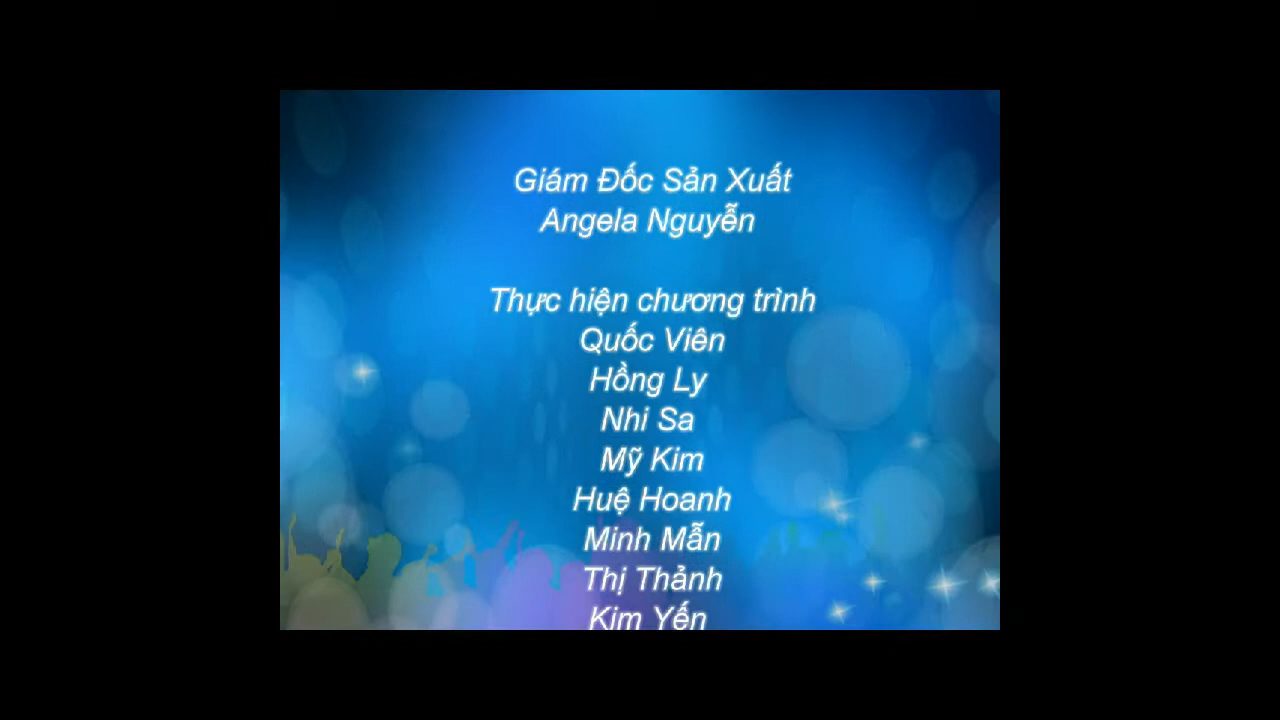 Giám Đốc Sản Xuất
Angela Nguyễn
Thực hiện chương trình
Quốc Viên
Hồng Ly
Nhi Sa
Mỹ Kim
Huệ Hoanh
Minh Mẫn
Thị Thảnh
Kim Yến